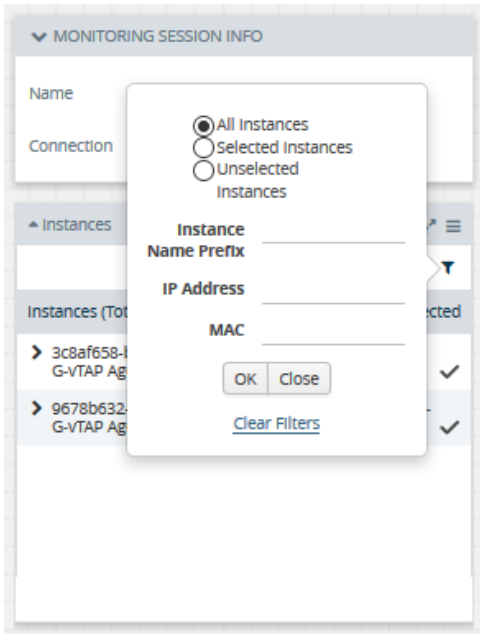 MONITORING SESSION INFO
Name
Connection
All Instances
Selected Instances
Unselected
Instances
Instance
Name Prefix
IP Address
MAC
OK Close
Clear Filters
Instances
Instances (Tot
ected
3c8af658-
G-vTAP Ag
9678b632-
G-vTAP Ag